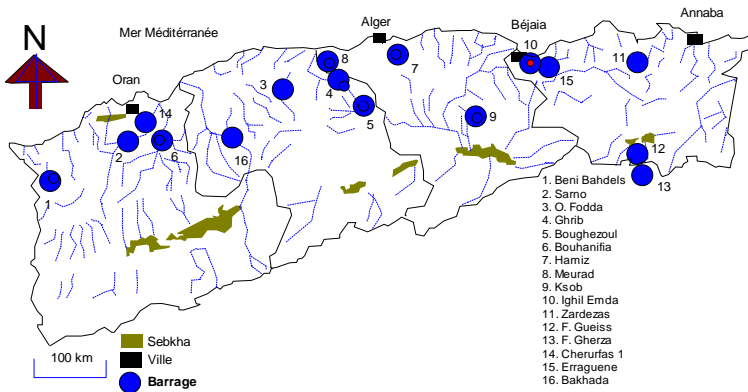 Mer Méditérranée
Alger
Béjaia
Annaba
N
Oran
1
2
3
4
5
6
7
8
9
10
11
12
13
14
15
16
1. Beni Bahdels
2. Sarno
3. O. Fodda
4. Ghrib
5. Boughezoul
6. Bouhanifia
7. Hamiz
8. Meurad
9. Ksob
10. Ighil Emda
11. Zardezas
12. F. Gueiss
13. F. Gherza
14. Cherurfas 1
15. Erraguene
16. Bakhada
Sebkha
Ville
Barrage
100 km